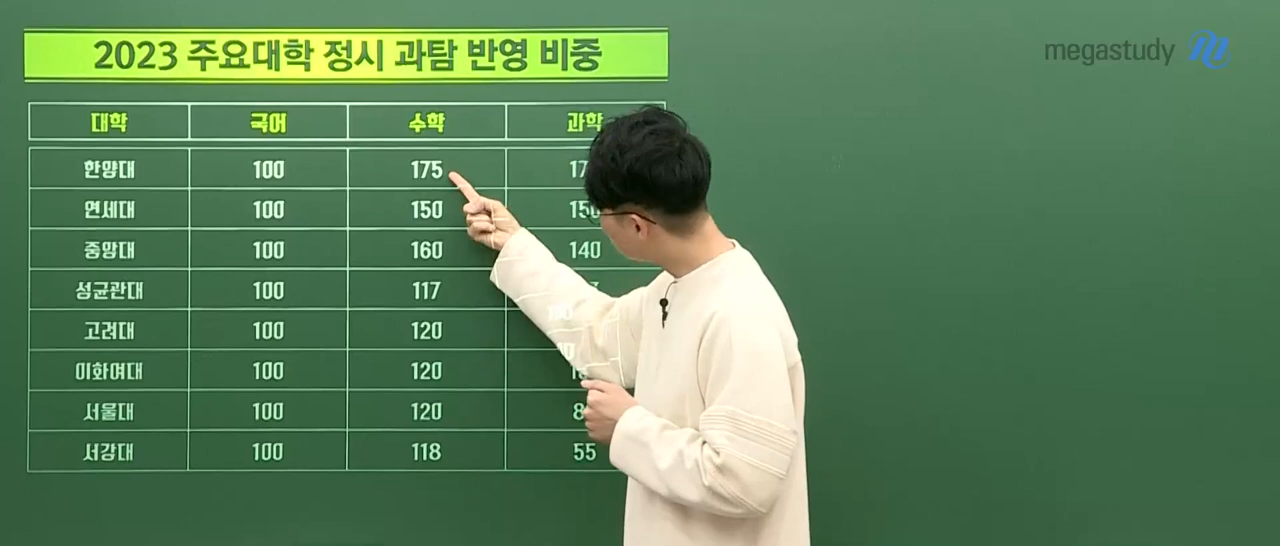 2023 주요대학 정시 과탐 반영 비중
megastudy
대학 국어 수학 과학
한양대 100 175
연세대 100 150 150
중앙대 100 160 140
성균관대 100 117
고려대 100 120
이화여대 100 120
서울대 100 120
서강대 100 118 55